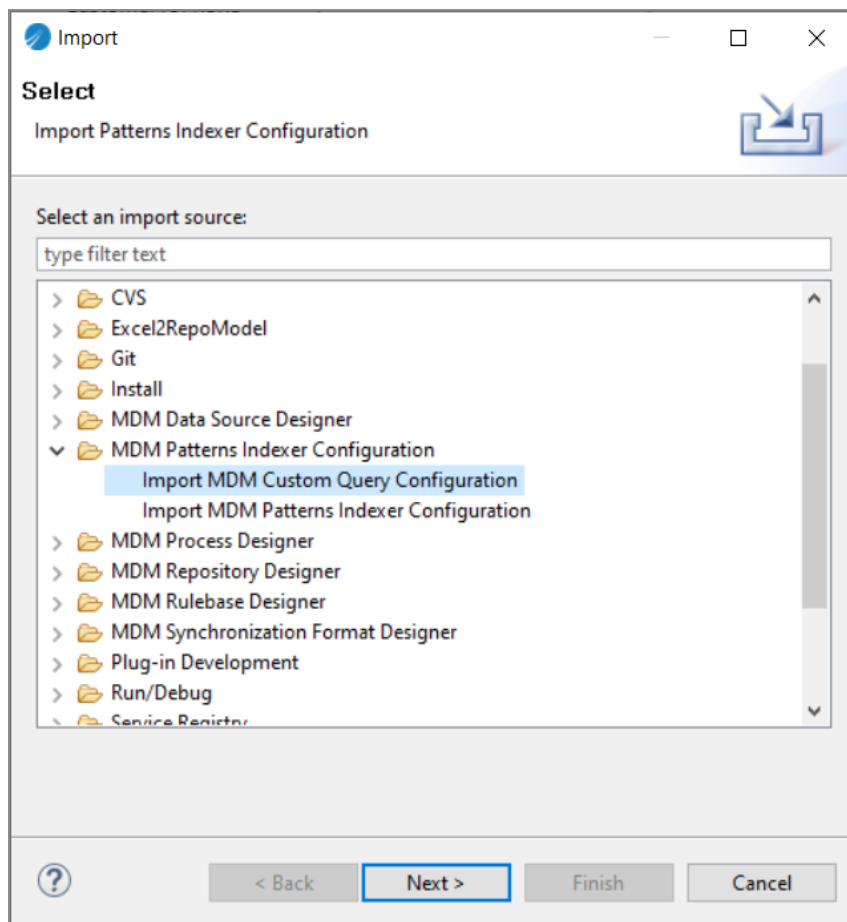 Import
Select
Import Patterns Indexer Configuration
Select an import source:
type filter text
CVS
Excel2RepoModel
Git
Install
MDM Data Source Designer
MDM Patterns Indexer Configuration
Import MDM Custom Query Configuration
Import MDM Patterns Indexer Configuration
MDM Process Designer
MDM Repository Designer
MDM Rulebase Designer
MDM Synchronization Format Designer
Plug-in Development
Run/Debug
Service Registry
? < Back Next > Finish Cancel